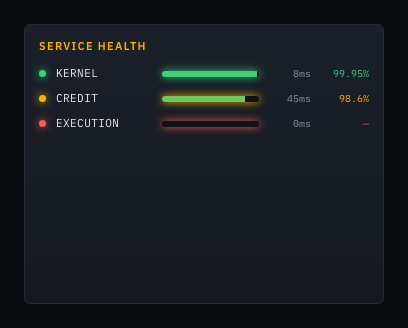 SERVICE HEALTH
KERNEL 8ms 99.95%
CREDIT 45ms 98.6%
EXECUTION 0ms —